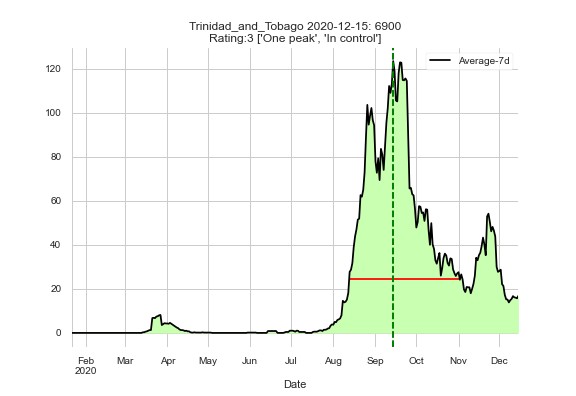 Trinidad_and_Tobago 2020-12-15: 6900
Rating:3 ['One peak', 'In control']
Average-7d
120
100
80
60
40
20
0
Feb Mar Apr May Jun Jul Aug Sep Oct Nov Dec
2020
Date